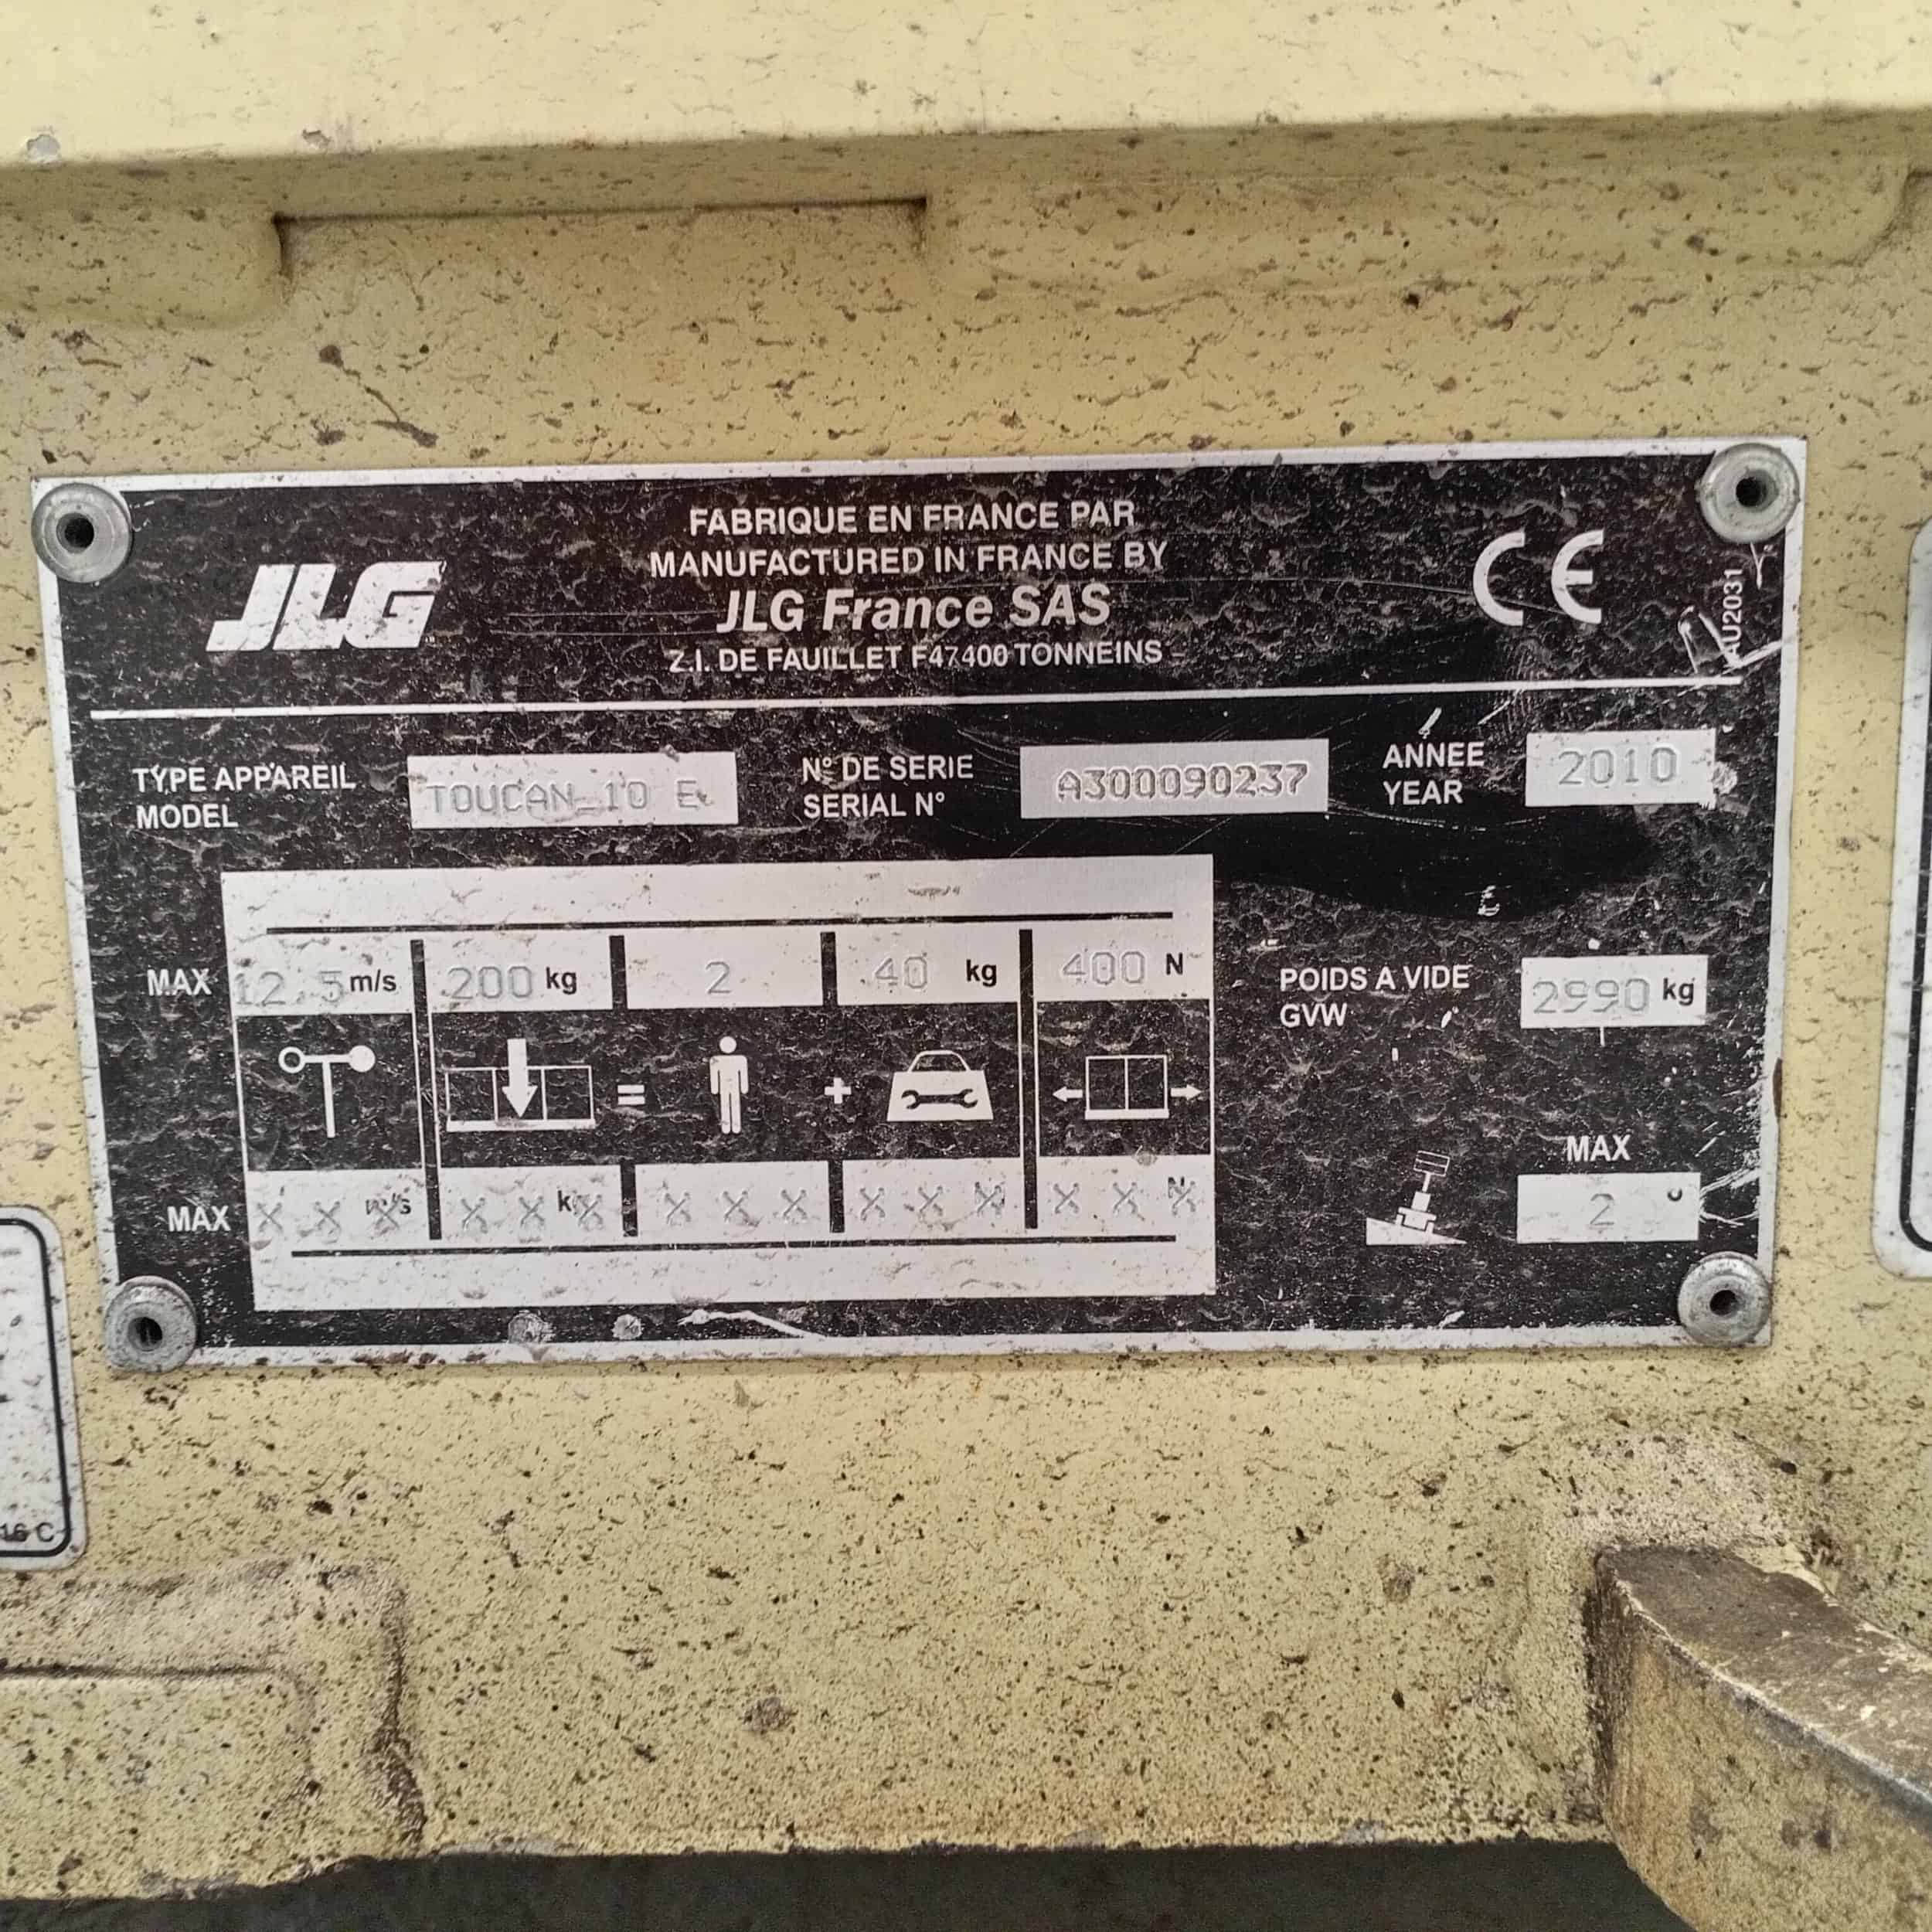 JLG
FABRIQUE EN FRANCE PAR
MANUFACTURED IN FRANCE BY
JLG France SAS
Z.I. DE FAUILLET F47400 TONNEINS
CE
AU2031
TYPE APPAREIL
MODEL
TOUCAN 10 E
N° DE SERIE
SERIAL N°
A300090237
ANNEE
YEAR
2010
MAX 12.5 m/s 200 kg 2 40 kg 400 N
= +
MAX X X X m/s X X X kg X X X X X X X X X N
POIDS A VIDE
GVW
2990 kg
MAX
2 °
16 C